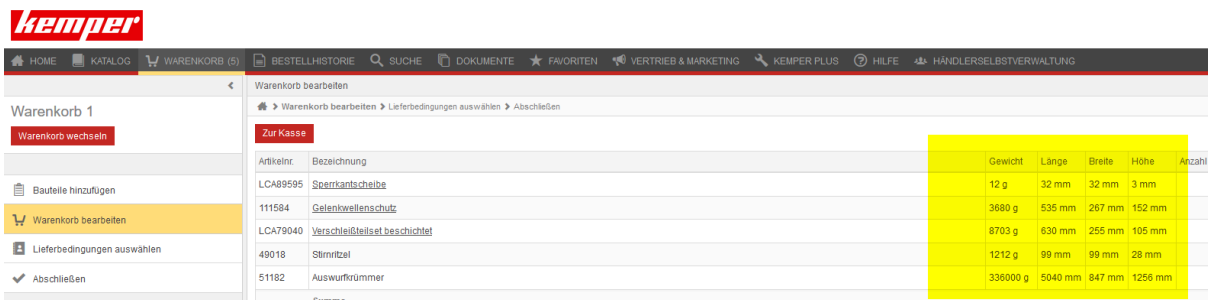 kemper
HOME KATALOG WARENKORB (5) BESTELLHISTORIE SUCHE DOKUMENTE FAVORITEN VERTRIEB & MARKETING KEMPER PLUS HILFE HÄNDLERSELBSTVERWALTUNG
Warenkorb bearbeiten
Warenkorb 1
Warenkorb wechseln
Bauteile hinzufügen
Warenkorb bearbeiten
Lieferbedingungen auswählen
Abschließen
Warenkorb bearbeiten Lieferbedingungen auswählen Abschließen
Zur Kasse
Artikelnr. Bezeichnung Gewicht Länge Breite Höhe Anzahl
LCA89595 Sperrkantscheibe 12 g 32 mm 32 mm 3 mm
111584 Gelenkwellenschutz 3680 g 535 mm 267 mm 152 mm
LCA79040 Verschleißteilset beschichtet 8703 g 630 mm 255 mm 105 mm
49018 Stirnritzel 1212 g 99 mm 99 mm 28 mm
51182 Auswurfkrümmer 336000 g 5040 mm 847 mm 1256 mm